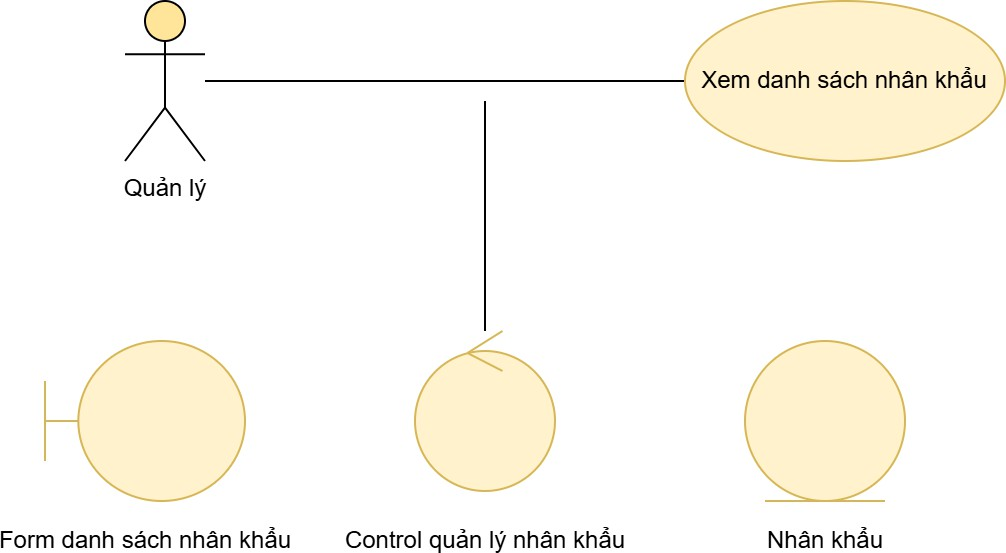 Xem danh sách nhân khẩu
Quản lý
Form danh sách nhân khẩu
Control quản lý nhân khẩu
Nhân khẩu